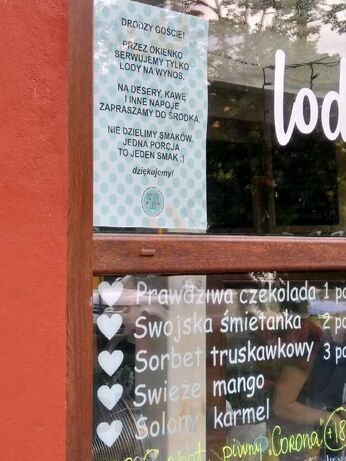 DRODZY GOŚCIE!
PRZEZ OKIENKO
SERWUJEMY TYLKO
LODY NA WYNOS.
NA DESERY, KAWĘ
I INNE NAPOJE
ZAPRASZAMY DO ŚRODKA.
NIE DZIELIMY SMAKÓW.
JEDNA PORCJA
TO JEDEN SMAK :)
dziękujemy!
lod
Prawdziwa czekolada 1 po
Swojska śmietanka 2 po
Sorbet truskawkowy 3 po
Świeże mango
Słony karmel
piwny "Corona" +18